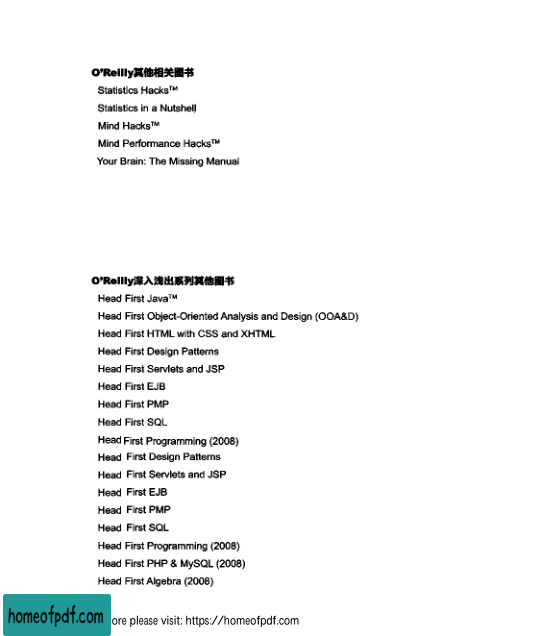 O'Reilly其他相关图书
Statistics Hacks™
Statistics in a Nutshell
Mind Hacks™
Mind Performance Hacks™
Your Brain: The Missing Manual
O'Reilly深入浅出系列其他图书
Head First Java™
Head First Object-Oriented Analysis and Design (OOA&D)
Head First HTML with CSS and XHTML
Head First Design Patterns
Head First Servlets and JSP
Head First EJB
Head First PMP
Head First SQL
Head First Programming (2008)
Head First Design Patterns
Head First Servlets and JSP
Head First EJB
Head First PMP
Head First SQL
Head First Programming (2008)
Head First PHP & MySQL (2008)
Head First Algebra (2008)
homeofpdf.com
ore please visit: https://homeofpdf.com